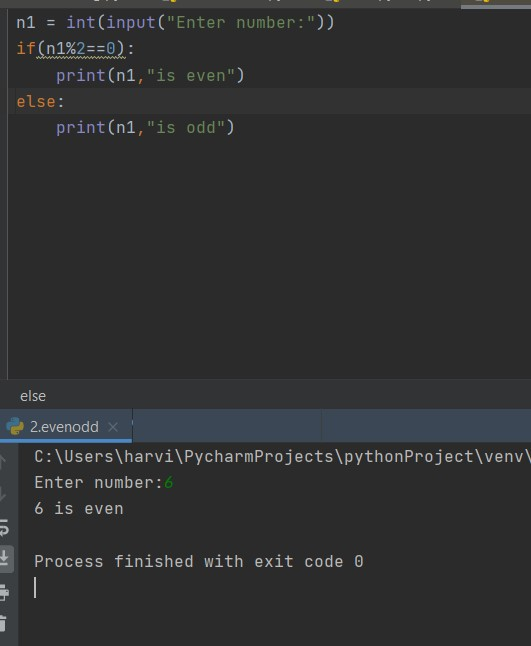 n1 = int(input("Enter number:"))
if(n1%2==0):
    print(n1,"is even")
else:
    print(n1,"is odd")
else
2.evenodd
C:\Users\harvi\PycharmProjects\pythonProject\venv\
Enter number:6
6 is even
Process finished with exit code 0